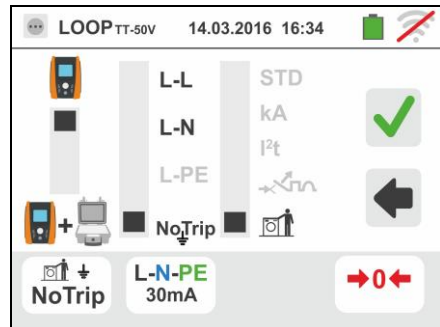 LOOP TT-50V 14.03.2016 16:34
L-L STD
L-N kA
I²t
L-PE
NoTrip
NoTrip
L-N-PE
30mA
0